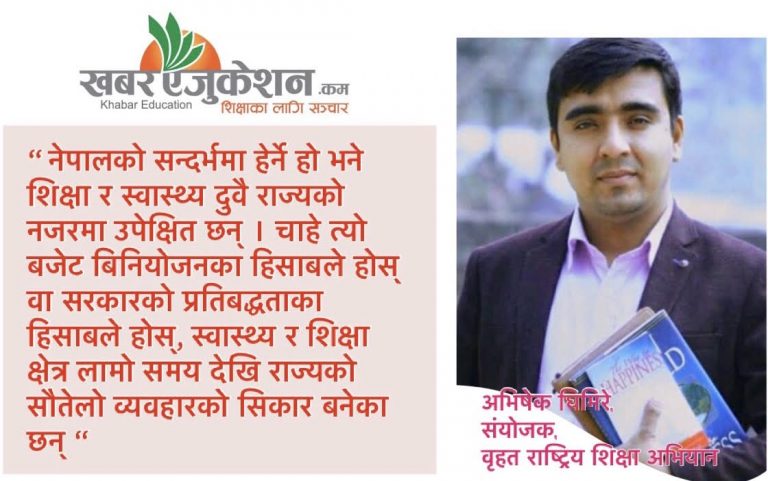 खबर एजुकेशन .कम
Khabar Education
शिक्षाका लागि सञ्चार
“ नेपालको सन्दर्भमा हेर्ने हो भने
शिक्षा र स्वास्थ्य दुवै राज्यको
नजरमा उपेक्षित छन् । चाहे त्यो
बजेट बिनियोजनका हिसाबले होस्
वा सरकारको प्रतिबद्धताका
हिसाबले होस्, स्वास्थ्य र शिक्षा
क्षेत्र लामो समय देखि राज्यको
सौतेलो व्यवहारको सिकार बनेका
छन् “
HAPPINESS
अभिषेक घिमिरे,
संयोजक,
वृहत राष्ट्रिय शिक्षा अभियान